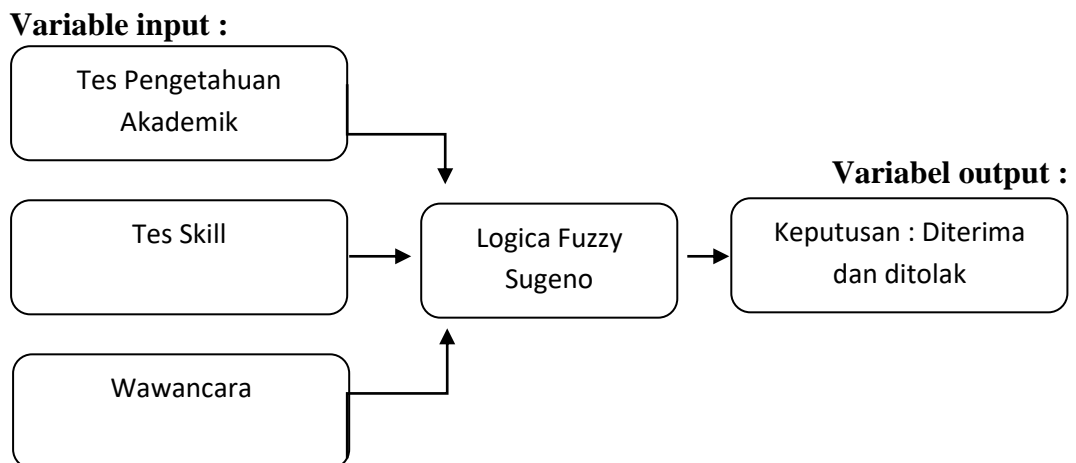 Variable input :
Tes Pengetahuan
Akademik
Variabel output :
Tes Skill
Logica Fuzzy
Sugeno
Keputusan : Diterima
dan ditolak
Wawancara